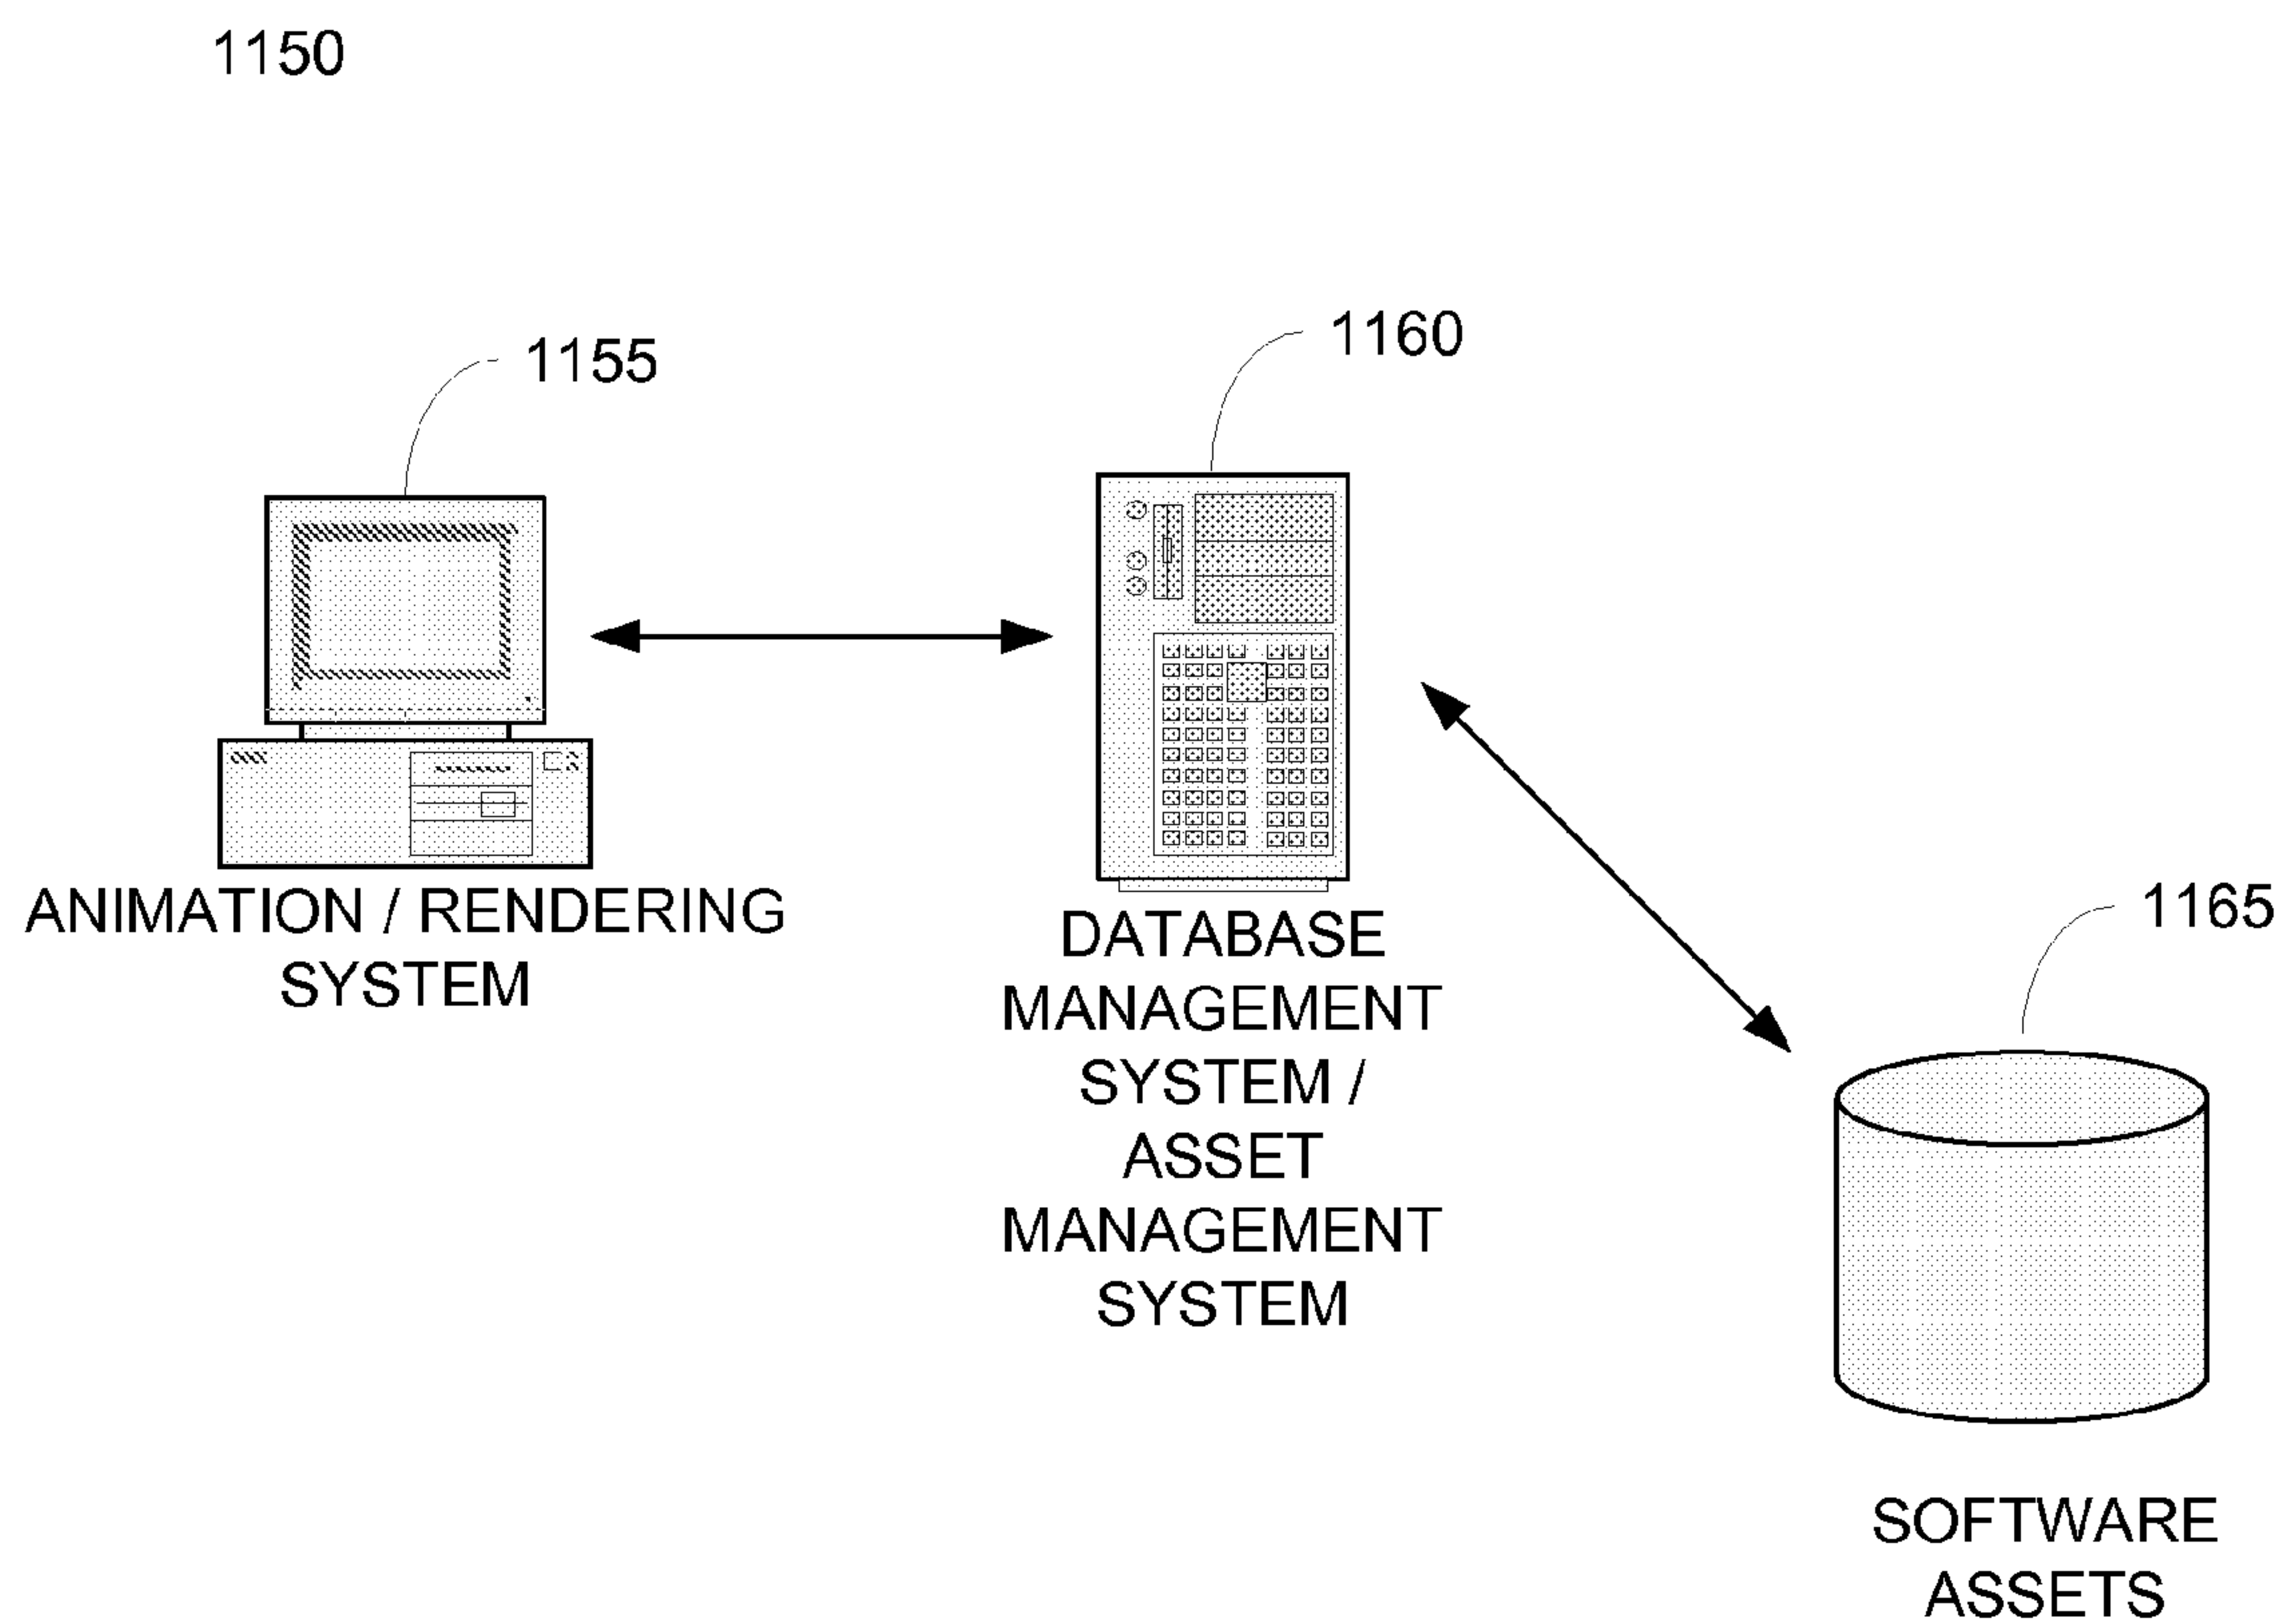 1150
1155
1160
ANIMATION / RENDERING
SYSTEM
DATABASE
MANAGEMENT
SYSTEM /
ASSET
MANAGEMENT
SYSTEM
1165
SOFTWARE
ASSETS